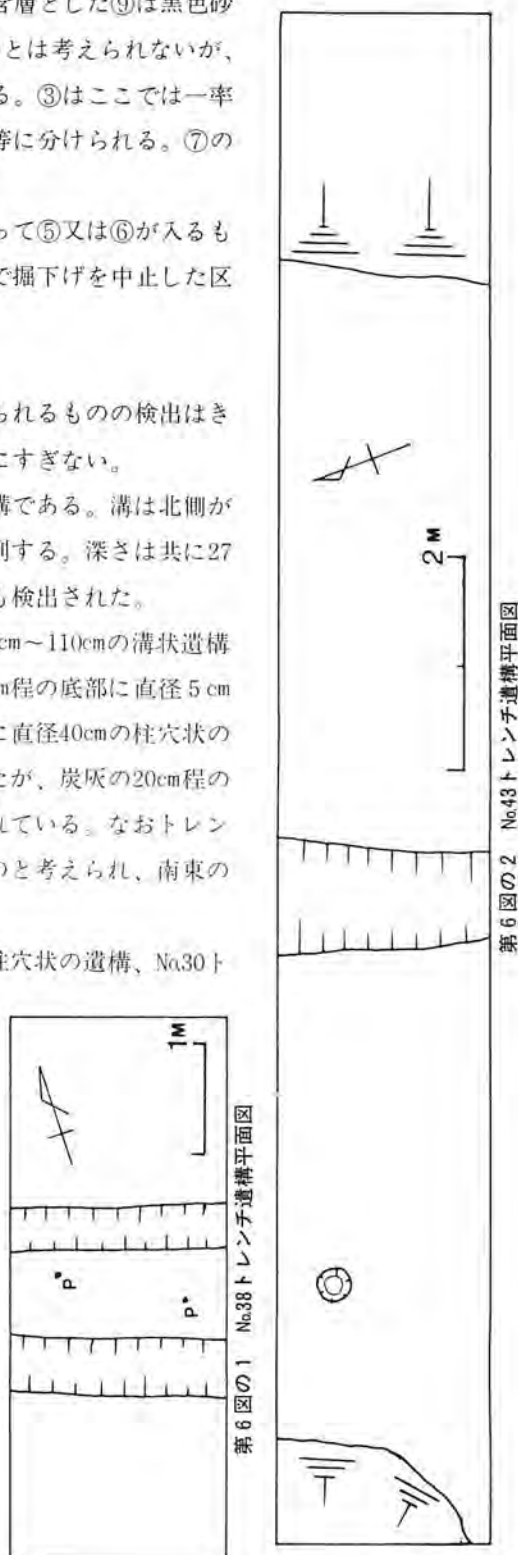 含層とした⑨は黒色砂
とは考えられないが、
る。③はここでは一率
等に分けられる。⑦の
って⑤又は⑥が入るも
で掘下げを中止した区
られるものの検出はき
にすぎない。
溝である。溝は北側が
削する。深さは共に27
も検出された。
cm～110cmの溝状遺構
m程の底部に直径5cm
に直径40cmの柱穴状の
たが、炭灰の20cm程の
れている。なおトレン
のと考えられ、南東の
柱穴状の遺構、No.30ト
1M
P
P
第6図の1 No.38トレンチ遺構平面図
2M
第6図の2 No.43トレンチ遺構平面図